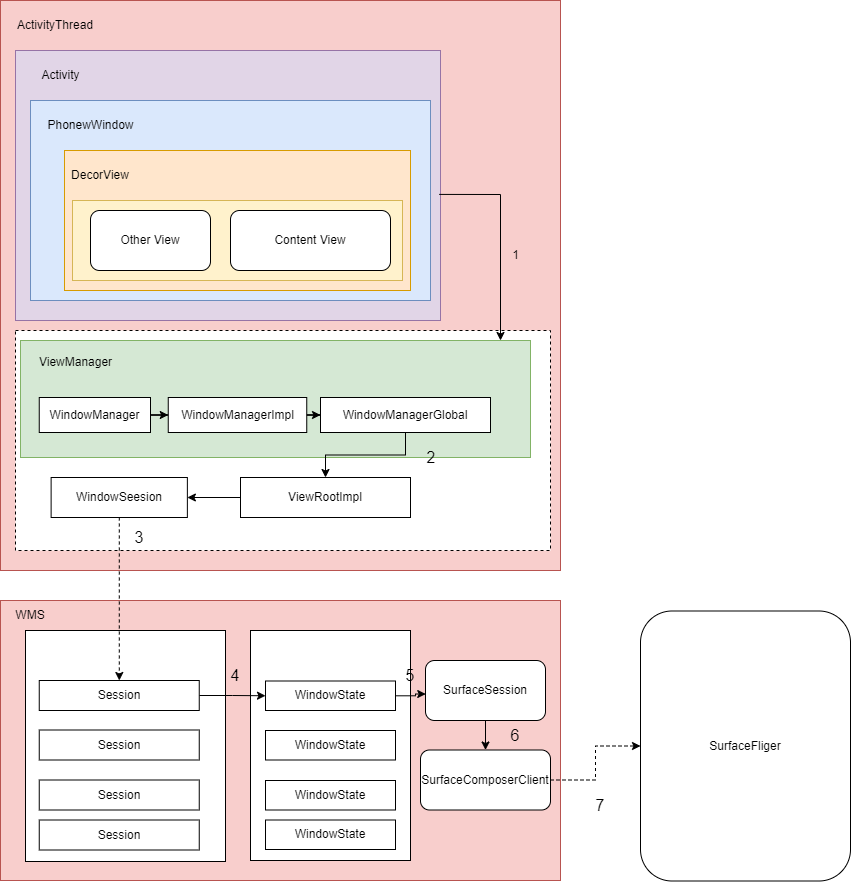 ActivityThread
Activity
PhonewWindow
DecorView
Other View
Content View
1
ViewManager
WindowManager
WindowManagerImpl
WindowManagerGlobal
2
WindowSeesion
ViewRootImpl
3
WMS
Session
4
WindowState
5
SurfaceSession
Session
WindowState
6
SurfaceFliger
SurfaceComposerClient
7
Session
WindowState
Session
WindowState